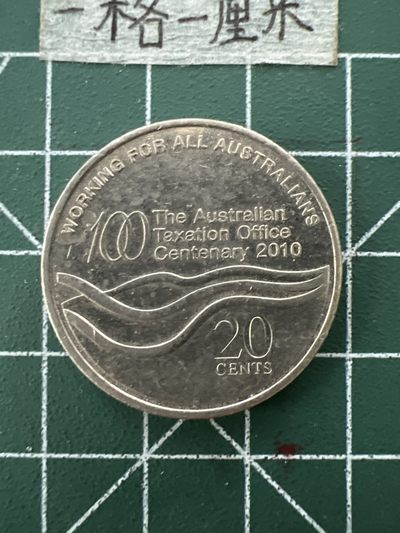 一格一厘米
WORKING FOR ALL AUSTRALIANS
100
The Australian
Taxation Office
Centenary 2010
20
CENTS